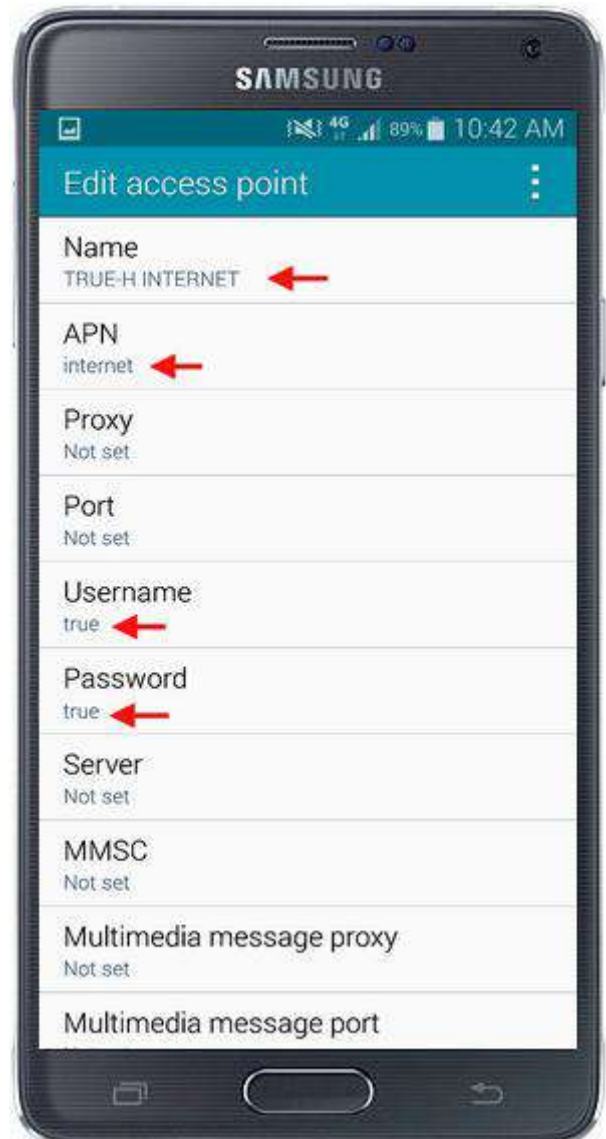 SAMSUNG
4G 89% 10:42 AM
Edit access point
Name
TRUE-H INTERNET
APN
internet
Proxy
Not set
Port
Not set
Username
true
Password
true
Server
Not set
MMSC
Not set
Multimedia message proxy
Not set
Multimedia message port